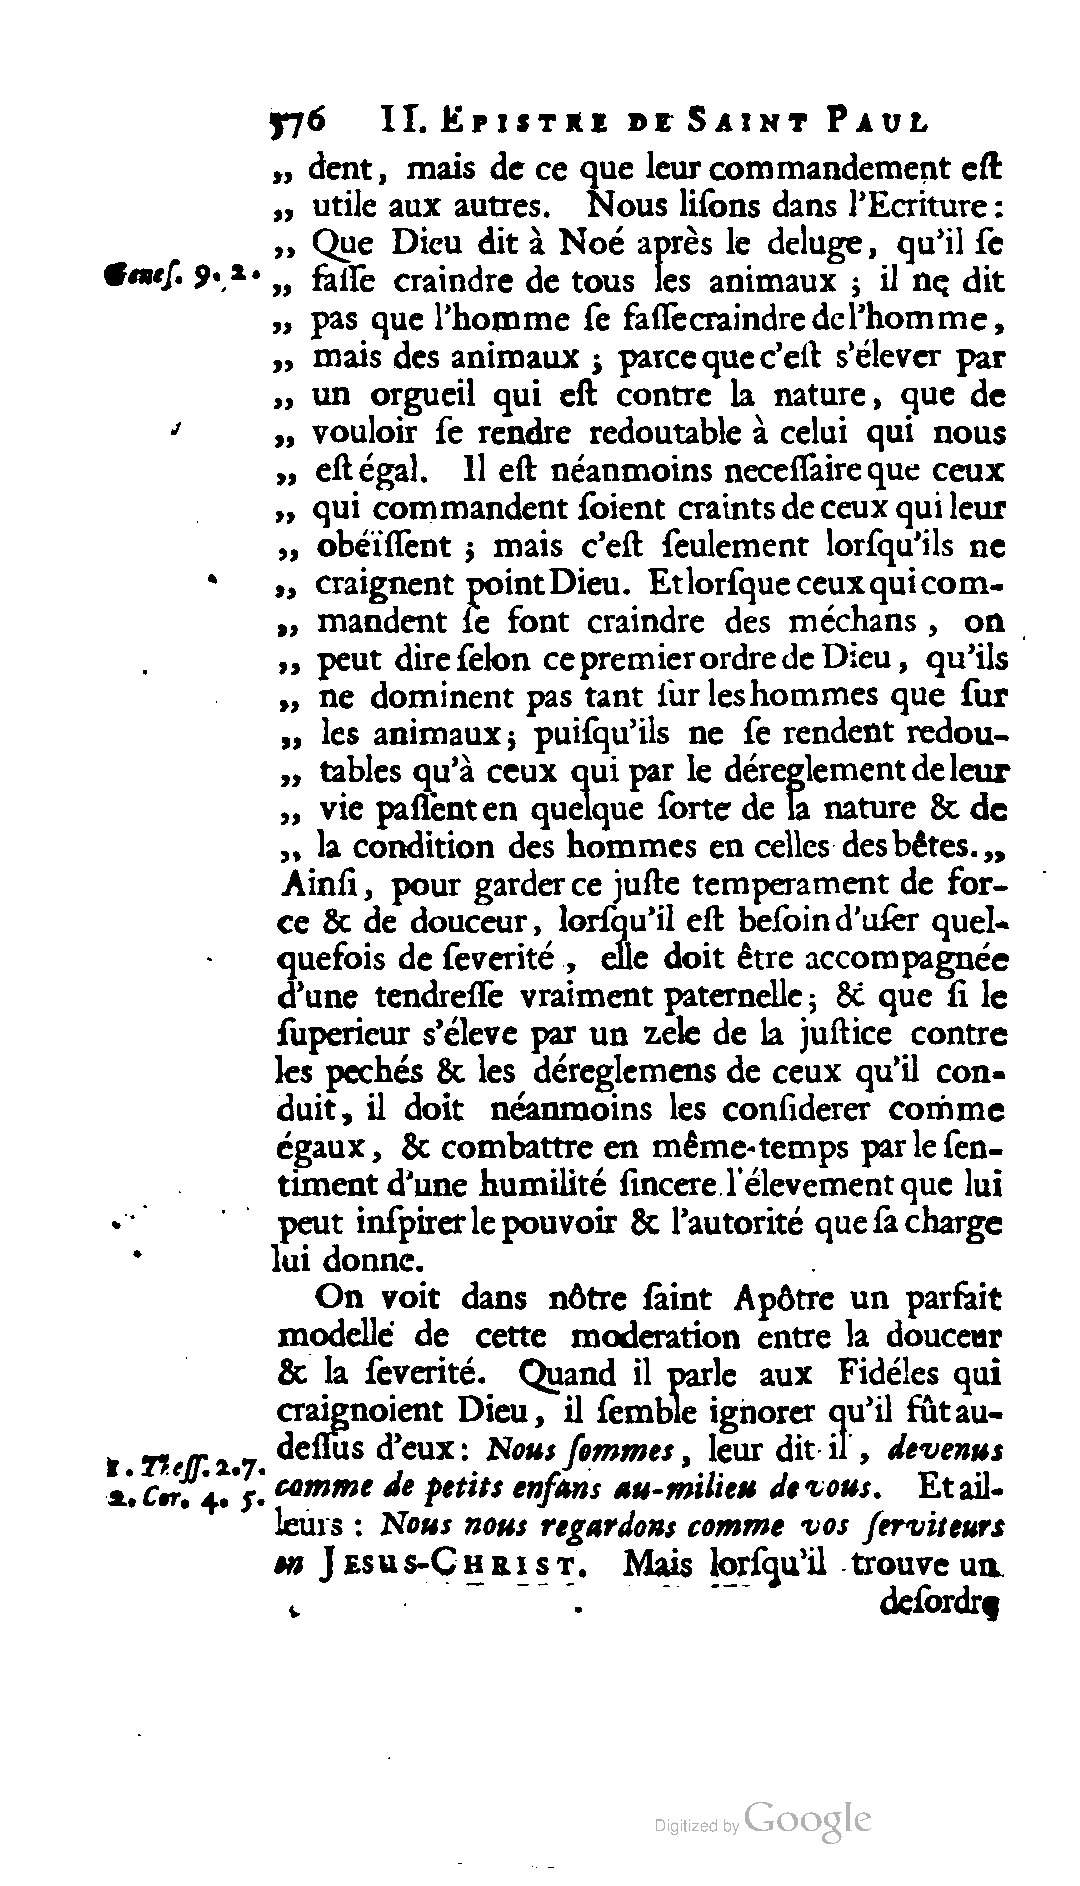 576 II. EPISTRE DE SAINT PAUL
„ dent, mais de ce que leur commandement eſt
„ utile aux autres. Nous liſons dans l'Ecriture:
„ Que Dieu dit à Noé après le deluge, qu'il ſe
Geneſ. 9. 2. „ faſſe craindre de tous les animaux ; il ne dit
„ pas que l'homme ſe faſſe craindre de l'homme,
„ mais des animaux ; parce que c'eſt s'élever par
„ un orgueil qui eſt contre la nature, que de
„ vouloir ſe rendre redoutable à celui qui nous
„ eſt égal. Il eſt néanmoins neceſſaire que ceux
„ qui commandent ſoient craints de ceux qui leur
„ obéïſſent ; mais c'eſt ſeulement lorſqu'ils ne
„ craignent point Dieu. Et lorſque ceux qui com-
„ mandent ſe font craindre des méchans, on
„ peut dire ſelon ce premier ordre de Dieu, qu'ils
„ ne dominent pas tant ſur les hommes que ſur
„ les animaux; puiſqu'ils ne ſe rendent redou-
„ tables qu'à ceux qui par le déreglement de leur
„ vie paſſent en quelque ſorte de la nature & de
„ la condition des hommes en celles des bêtes.„
Ainſi, pour garder ce juſte temperament de for-
ce & de douceur, lorſqu'il eſt beſoin d'uſer quel-
quefois de ſeverité, elle doit être accompagnée
d'une tendreſſe vraiment paternelle; & que ſi le
ſuperieur s'éleve par un zele de la juſtice contre
les pechés & les déreglemens de ceux qu'il con-
duit, il doit néanmoins les conſiderer comme
égaux, & combattre en même-temps par le ſen-
timent d'une humilité ſincere l'élevement que lui
peut inſpirer le pouvoir & l'autorité que ſa charge
lui donne.
On voit dans nôtre ſaint Apôtre un parfait
modelle de cette moderation entre la douceur
& la ſeverité. Quand il parle aux Fidéles qui
craignoient Dieu, il ſemble ignorer qu'il fût au-
deſſus d'eux: Nous ſommes, leur dit-il, devenus
1. Theſſ. 2. 7.
comme de petits enfans au-milieu de vous. Et ail-
2. Cor. 4. 5.
leurs : Nous nous regardons comme vos ſerviteurs
en JESUS-CHRIST. Mais lorſqu'il trouve un
deſordre
Digitized by Google